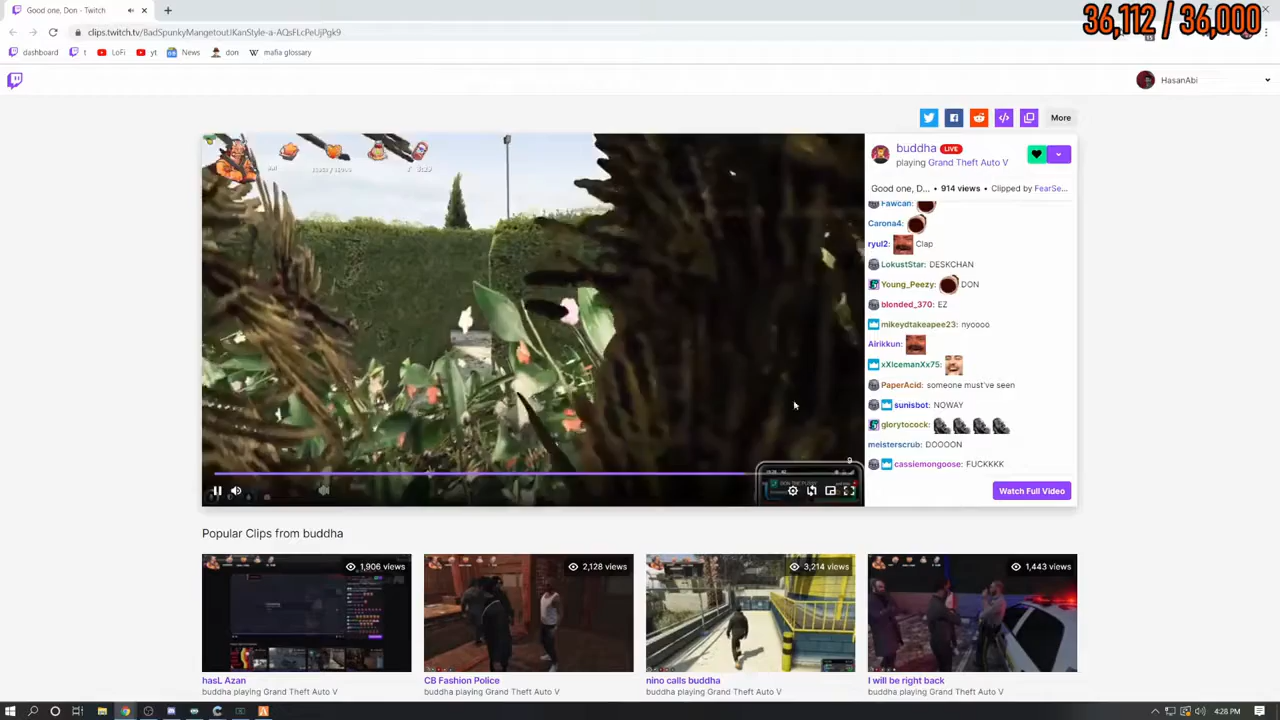 Good one, Don - Twitch
36,112 / 36,000
clips.twitch.tv/BadSpunkyMangetoutJKanStyle-a-AQsFLcPeUjPgk9
dashboard
t
LoFi
yt
News
don
mafia glossary
HasanAbi
More
buddha LIVE
playing Grand Theft Auto V
Good one, D... • 914 views • Clipped by FearSe...
Fawcan:
Carona4:
ryul2: Clap
LokustStar: DESKCHAN
Young_Peezy: DON
blonded_370: EZ
mikeydtakeapee23: nyoooo
Airikkun:
xXIcemanXx75:
PaperAcid: someone must've seen
sunisbot: NOWAY
glorytocock:
meisterscrub: DOOOON
cassiemongoose: FUCKKKK
9
Watch Full Video
Popular Clips from buddha
1,906 views
2,128 views
3,214 views
1,443 views
hasL Azan
buddha playing Grand Theft Auto V
CB Fashion Police
buddha playing Grand Theft Auto V
nino calls buddha
buddha playing Grand Theft Auto V
I will be right back
buddha playing Grand Theft Auto V
4:28 PM